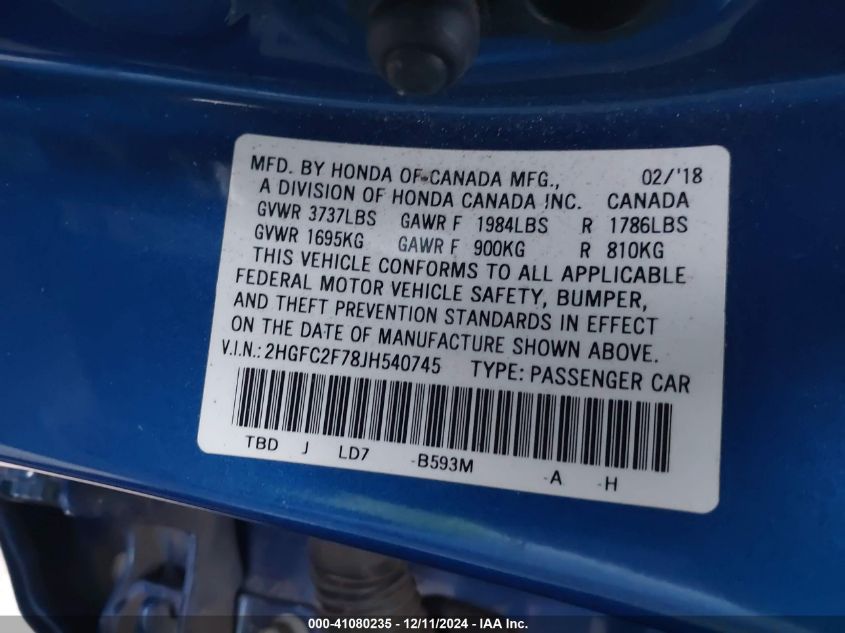 MFD. BY HONDA OF CANADA MFG., 02/'18
A DIVISION OF HONDA CANADA INC. CANADA
GVWR 3737LBS GAWR F 1984LBS R 1786LBS
GVWR 1695KG GAWR F 900KG R 810KG
THIS VEHICLE CONFORMS TO ALL APPLICABLE
FEDERAL MOTOR VEHICLE SAFETY, BUMPER,
AND THEFT PREVENTION STANDARDS IN EFFECT
ON THE DATE OF MANUFACTURE SHOWN ABOVE.
V.I.N.: 2HGFC2F78JH540745 TYPE: PASSENGER CAR
TBD J LD7 -B593M -A -H
000-41080235 - 12/11/2024 - IAA Inc.